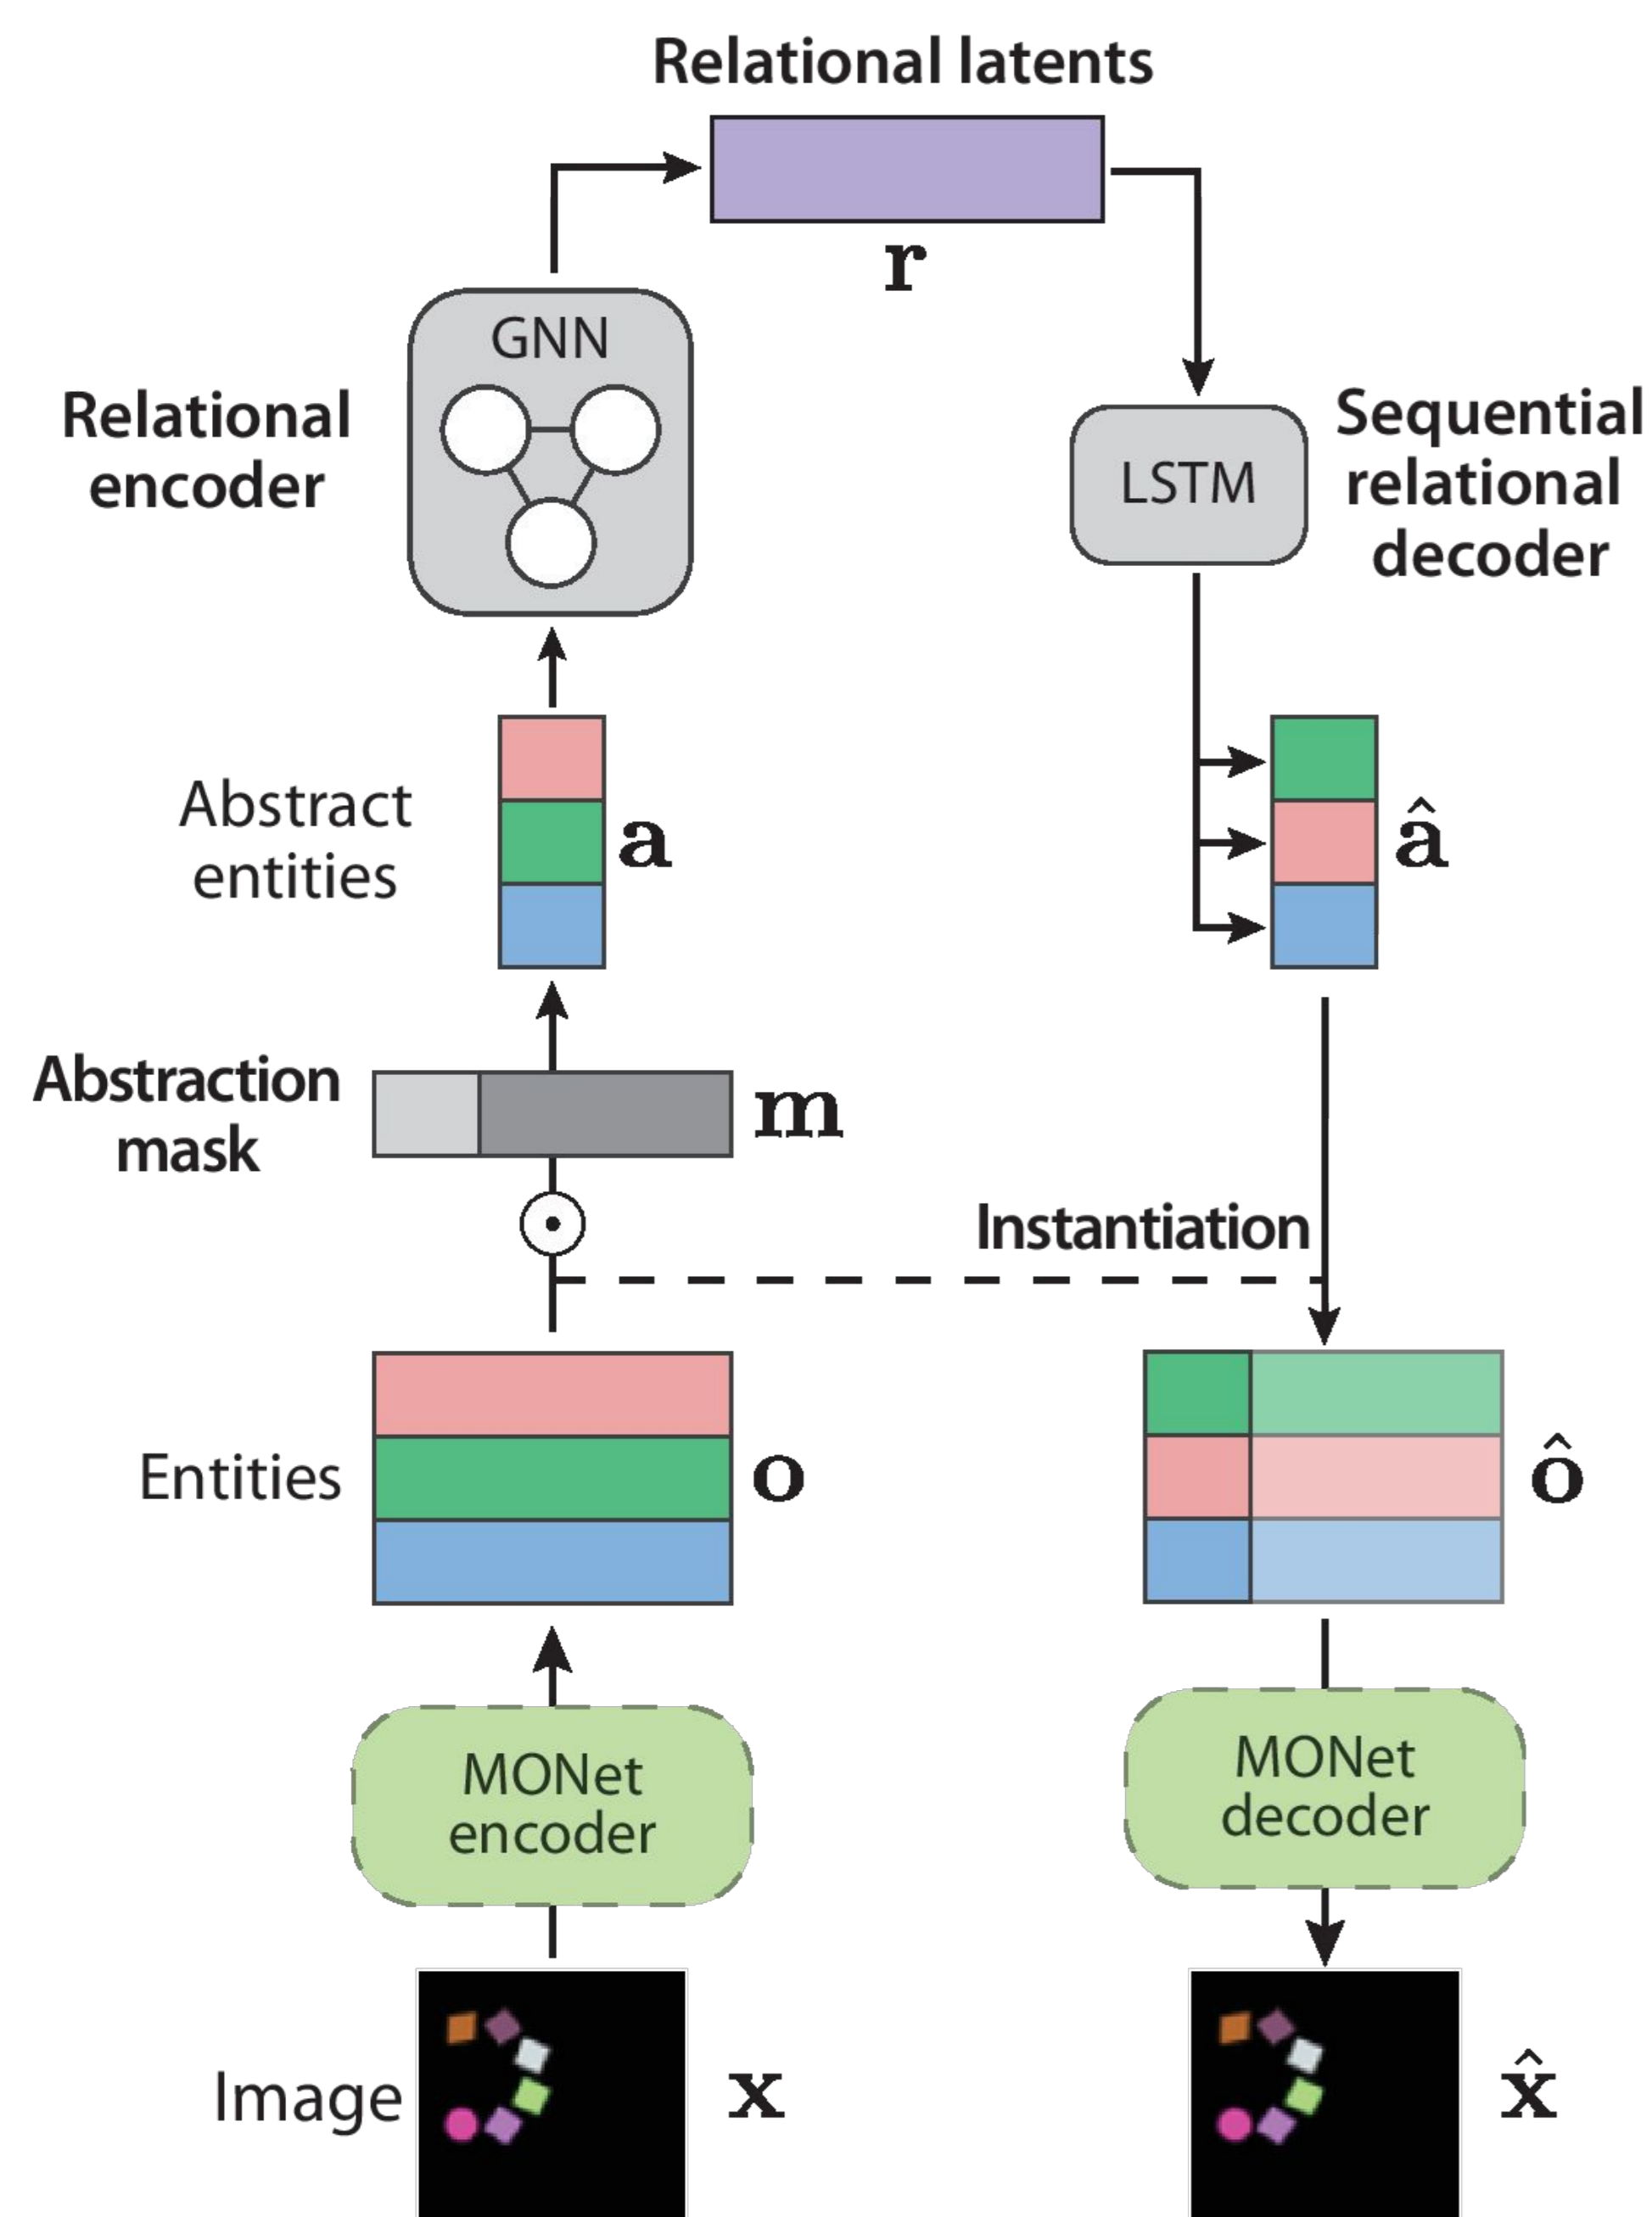 Relational latents
r
GNN
Relational
encoder
LSTM
Sequential
relational
decoder
Abstract
entities
a
â
Abstraction
mask
m
Instantiation
Entities
o
ô
MONet
encoder
MONet
decoder
Image
x
x̂